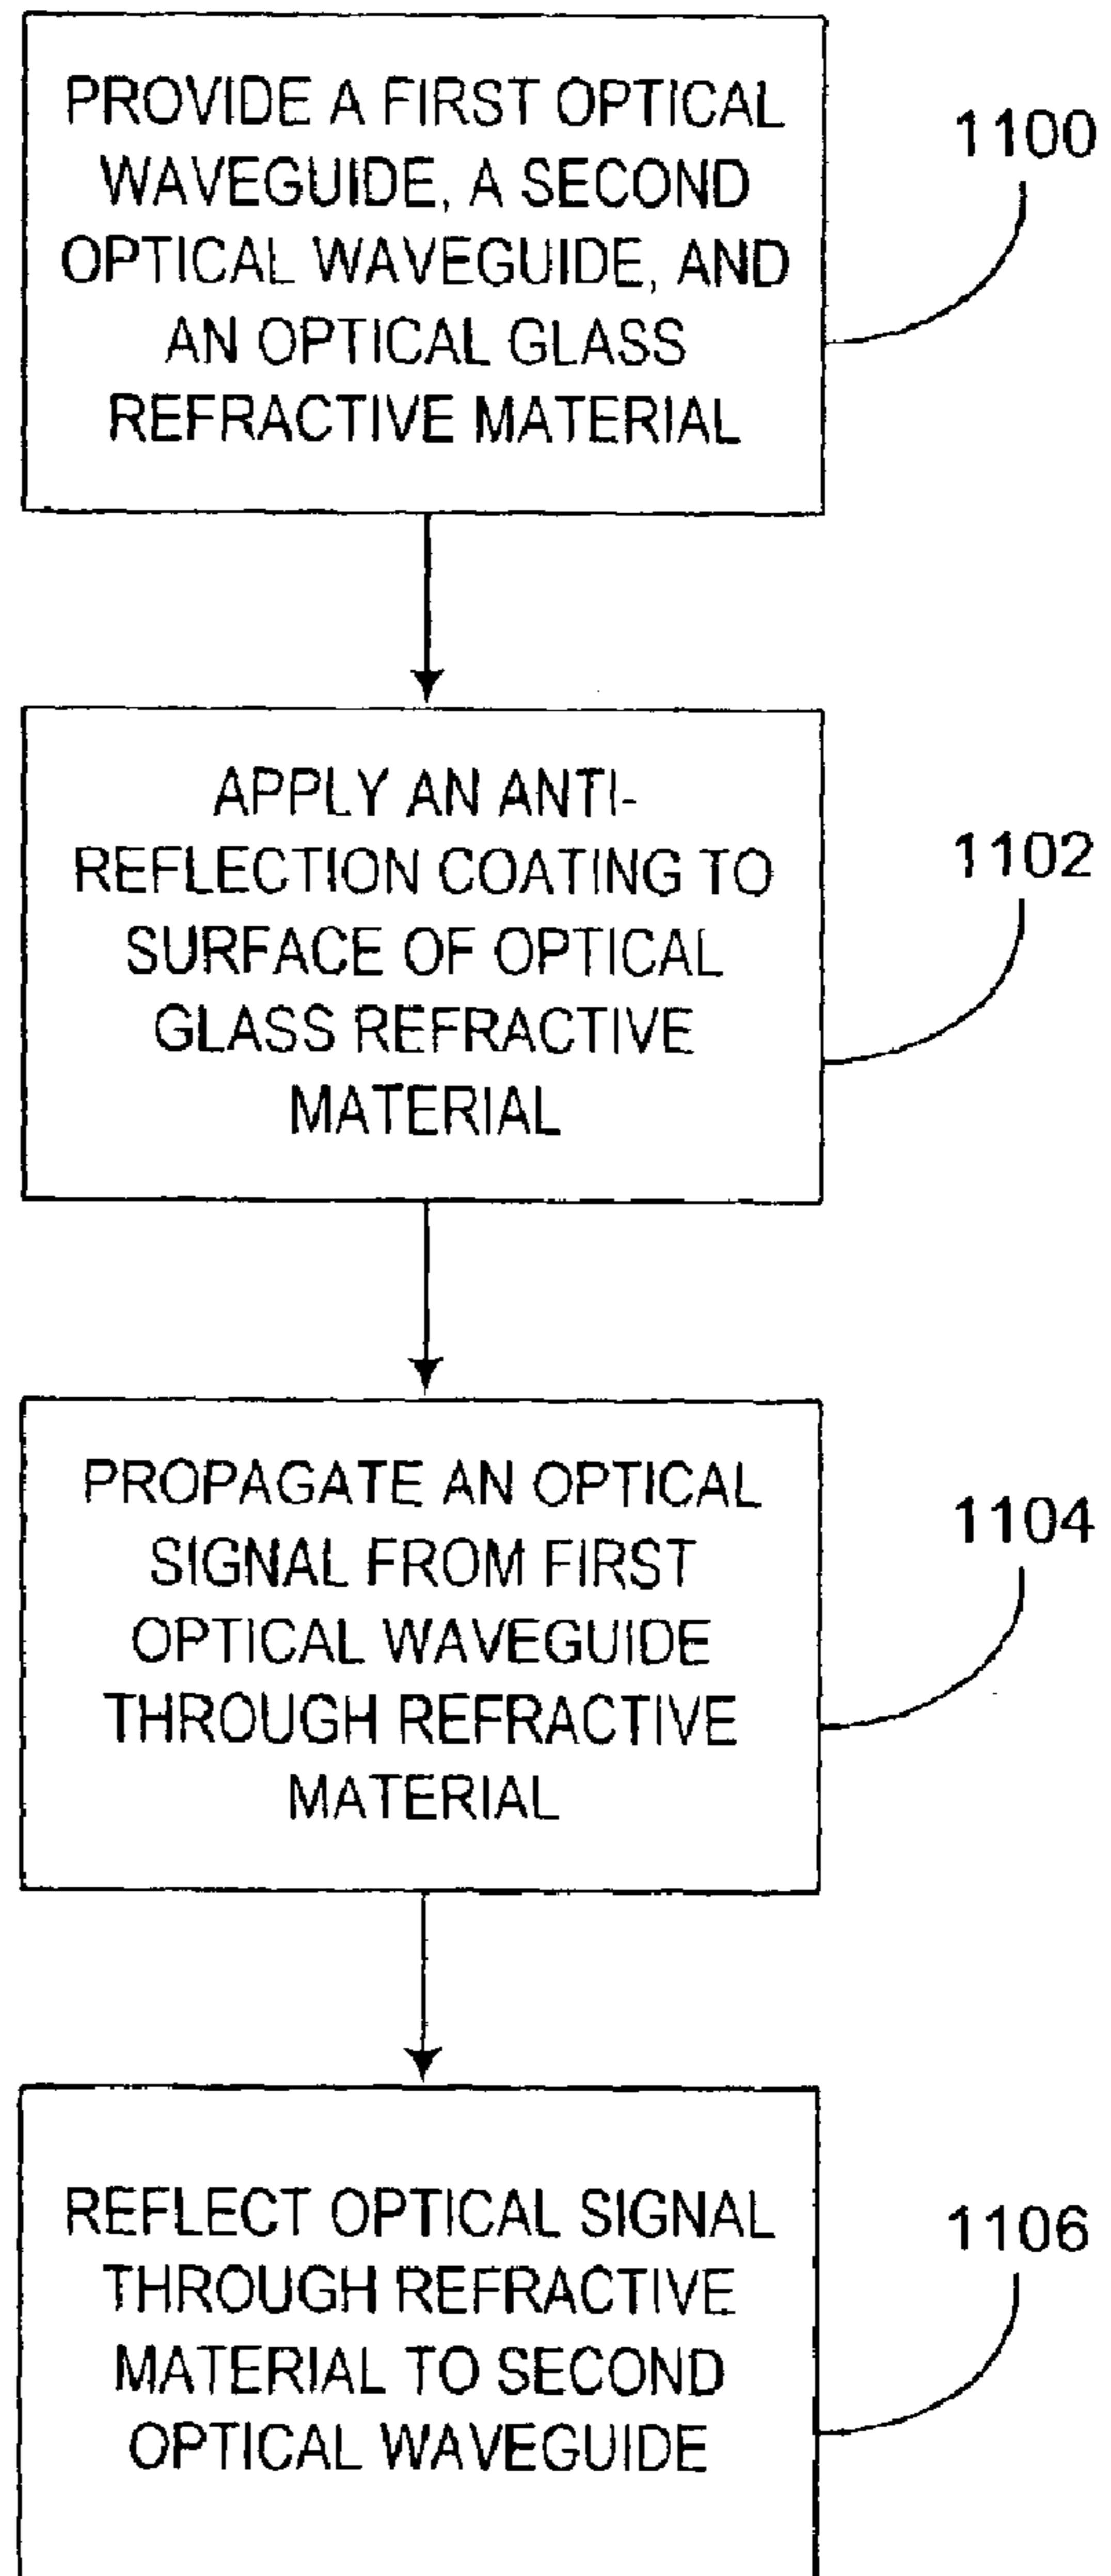 PROVIDE A FIRST OPTICAL
WAVEGUIDE, A SECOND
OPTICAL WAVEGUIDE, AND
AN OPTICAL GLASS
REFRACTIVE MATERIAL
1100
APPLY AN ANTI-
REFLECTION COATING TO
SURFACE OF OPTICAL
GLASS REFRACTIVE
MATERIAL
1102
PROPAGATE AN OPTICAL
SIGNAL FROM FIRST
OPTICAL WAVEGUIDE
THROUGH REFRACTIVE
MATERIAL
1104
REFLECT OPTICAL SIGNAL
THROUGH REFRACTIVE
MATERIAL TO SECOND
OPTICAL WAVEGUIDE
1106